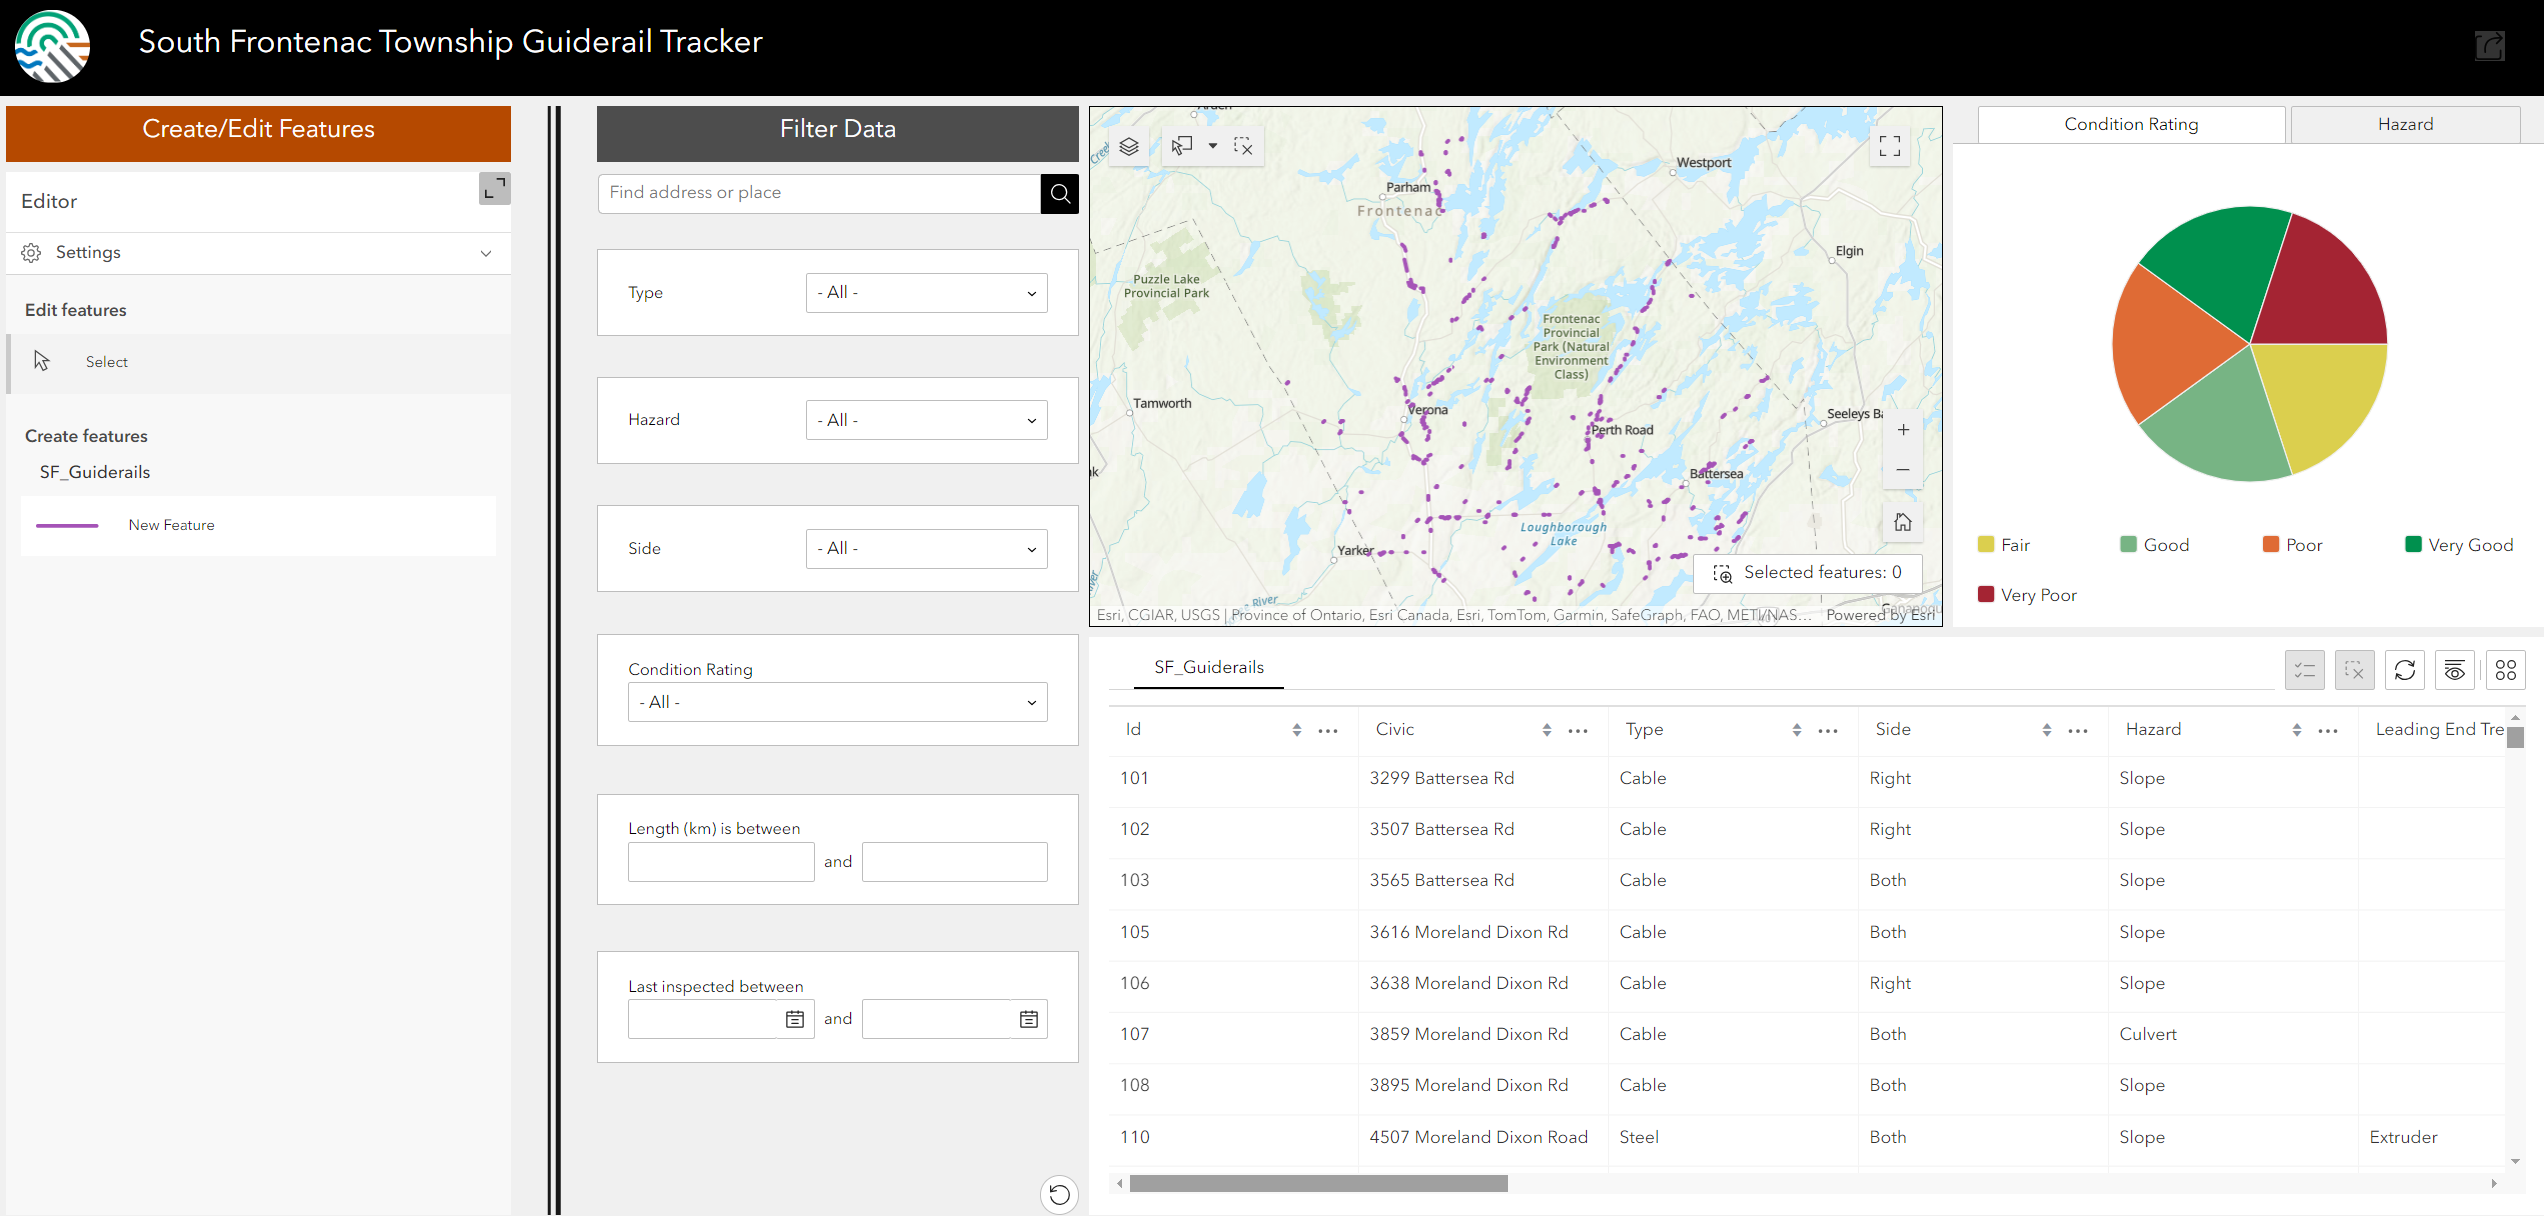 South Frontenac Township Guiderail Tracker
Create/Edit Features
Editor
Settings
Edit features
Select
Create features
SF_Guiderails
New Feature
Filter Data
Find address or place
Type
- All -
Hazard
- All -
Side
- All -
Condition Rating
- All -
Length (km) is between
and
Last inspected between
and
Arden
Creek
Westport
Parham
Frontenac
Elgin
Puzzle Lake
Provincial Park
Frontenac
Provincial
Park (Natural
Environment
Class)
Tamworth
Verona
Seeleys Ba
Perth Road
Battersea
Loughborough
Lake
Yarker
River
Gananoqu
+
−
Selected features: 0
Esri, CGIAR, USGS | Province of Ontario, Esri Canada, Esri, TomTom, Garmin, SafeGraph, FAO, METI/NAS... Powered by Esri
Condition Rating
Hazard
Fair
Good
Poor
Very Good
Very Poor
SF_Guiderails
Id Civic Type Side Hazard Leading End Tre
101 3299 Battersea Rd Cable Right Slope
102 3507 Battersea Rd Cable Right Slope
103 3565 Battersea Rd Cable Both Slope
105 3616 Moreland Dixon Rd Cable Both Slope
106 3638 Moreland Dixon Rd Cable Right Slope
107 3859 Moreland Dixon Rd Cable Both Culvert
108 3895 Moreland Dixon Rd Cable Both Slope
110 4507 Moreland Dixon Road Steel Both Slope Extruder